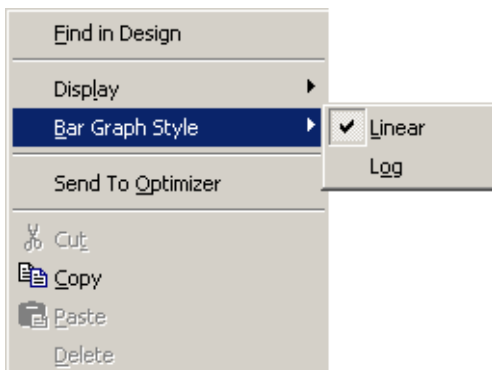 Find in Design
Display
Bar Graph Style
Linear
Log
Send To Optimizer
Cut
Copy
Paste
Delete